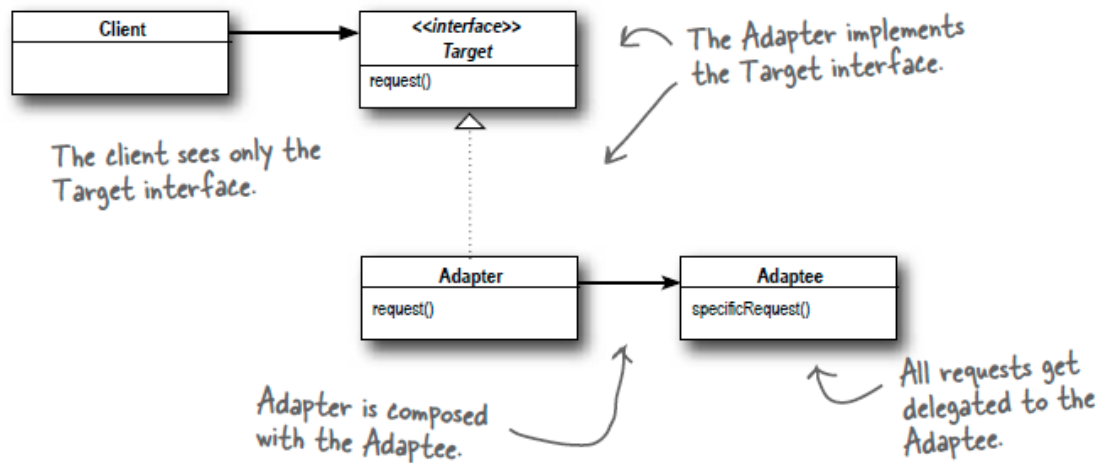 Client
<<interface>>
Target
request()
The Adapter implements
the Target interface.
The client sees only the
Target interface.
Adapter
request()
Adaptee
specificRequest()
Adapter is composed
with the Adaptee.
All requests get
delegated to the
Adaptee.